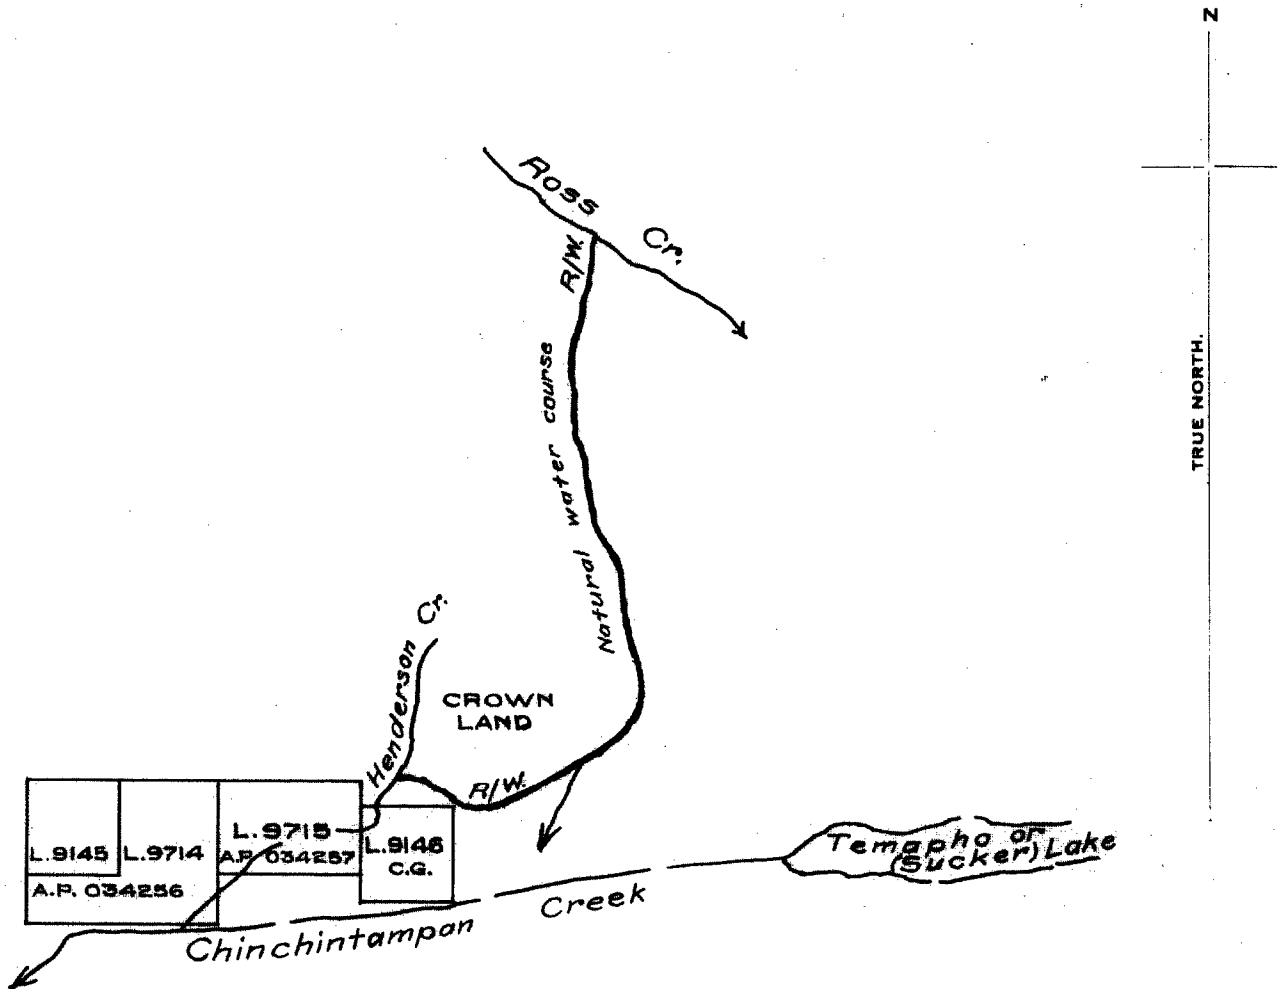 N
TRUE NORTH.
Ross Cr.
R/W.
Natural water course
Henderson Cr.
CROWN
LAND
R/W.
L.9145
L.9714
A.P. 034256
L.9715
A.P. 034257
L.9146
C.G.
Temapho or
(Sucker) Lake
Chinchintampan Creek